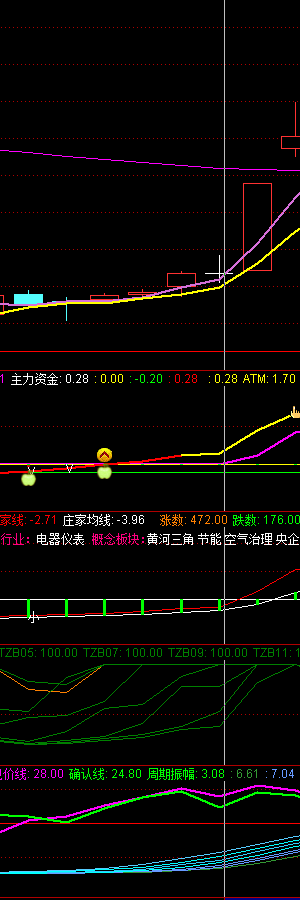 1 主力资金: 0.28 : 0.00 : -0.20 : 0.28 : 0.28 ATM: 1.70
家线: -2.71 庄家均线: -3.96 涨数: 472.00 跌数: 176.00
行业: 电器仪表 概念板块: 黄河三角 节能 空气治理 央企
TZB05: 100.00 TZB07: 100.00 TZB09: 100.00 TZB11: 1
价线: 28.00 确认线: 24.80 周期振幅: 3.08 : 6.61 : 7.04